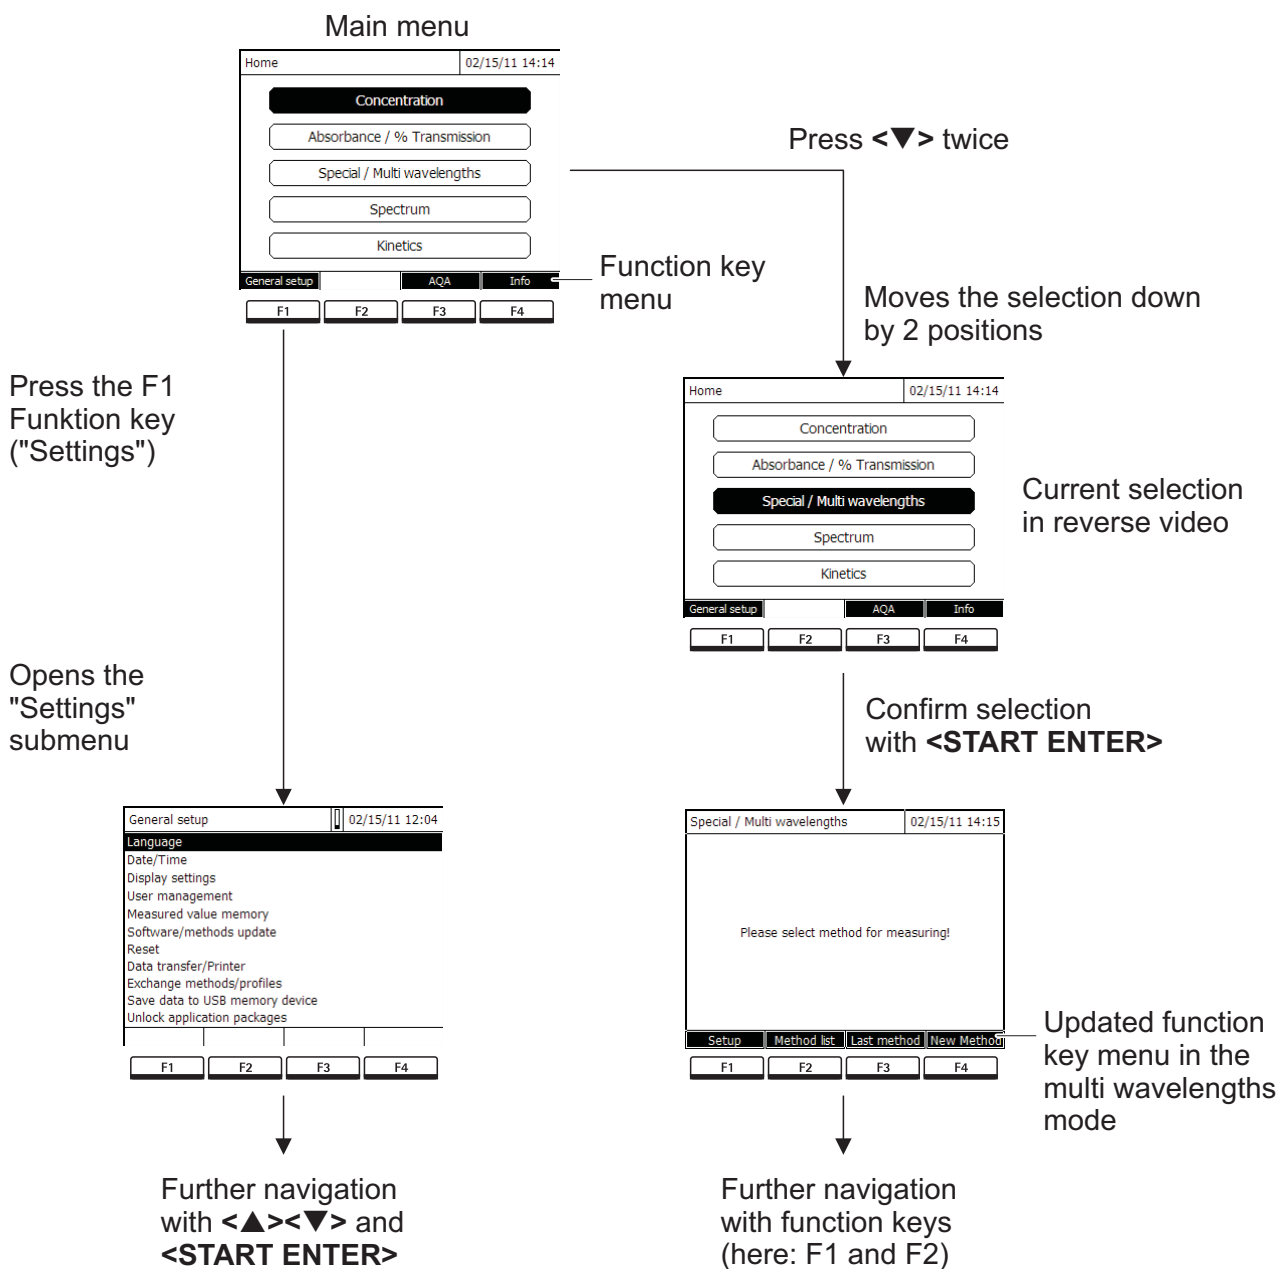 Main menu
Home 02/15/11 14:14
Concentration
Absorbance / % Transmission
Special / Multi wavelengths
Spectrum
Kinetics
General setup AQA Info
F1 F2 F3 F4
Function key
menu
Press <▼> twice
Moves the selection down
by 2 positions
Press the F1
Funktion key
("Settings")
Home 02/15/11 14:14
Concentration
Absorbance / % Transmission
Special / Multi wavelengths
Spectrum
Kinetics
General setup AQA Info
F1 F2 F3 F4
Current selection
in reverse video
Opens the
"Settings"
submenu
Confirm selection
with <START ENTER>
General setup 02/15/11 12:04
Language
Date/Time
Display settings
User management
Measured value memory
Software/methods update
Reset
Data transfer/Printer
Exchange methods/profiles
Save data to USB memory device
Unlock application packages
F1 F2 F3 F4
Special / Multi wavelengths 02/15/11 14:15
Please select method for measuring!
Setup Method list Last method New Method
F1 F2 F3 F4
Updated function
key menu in the
multi wavelengths
mode
Further navigation
with <▲><▼> and
<START ENTER>
Further navigation
with function keys
(here: F1 and F2)